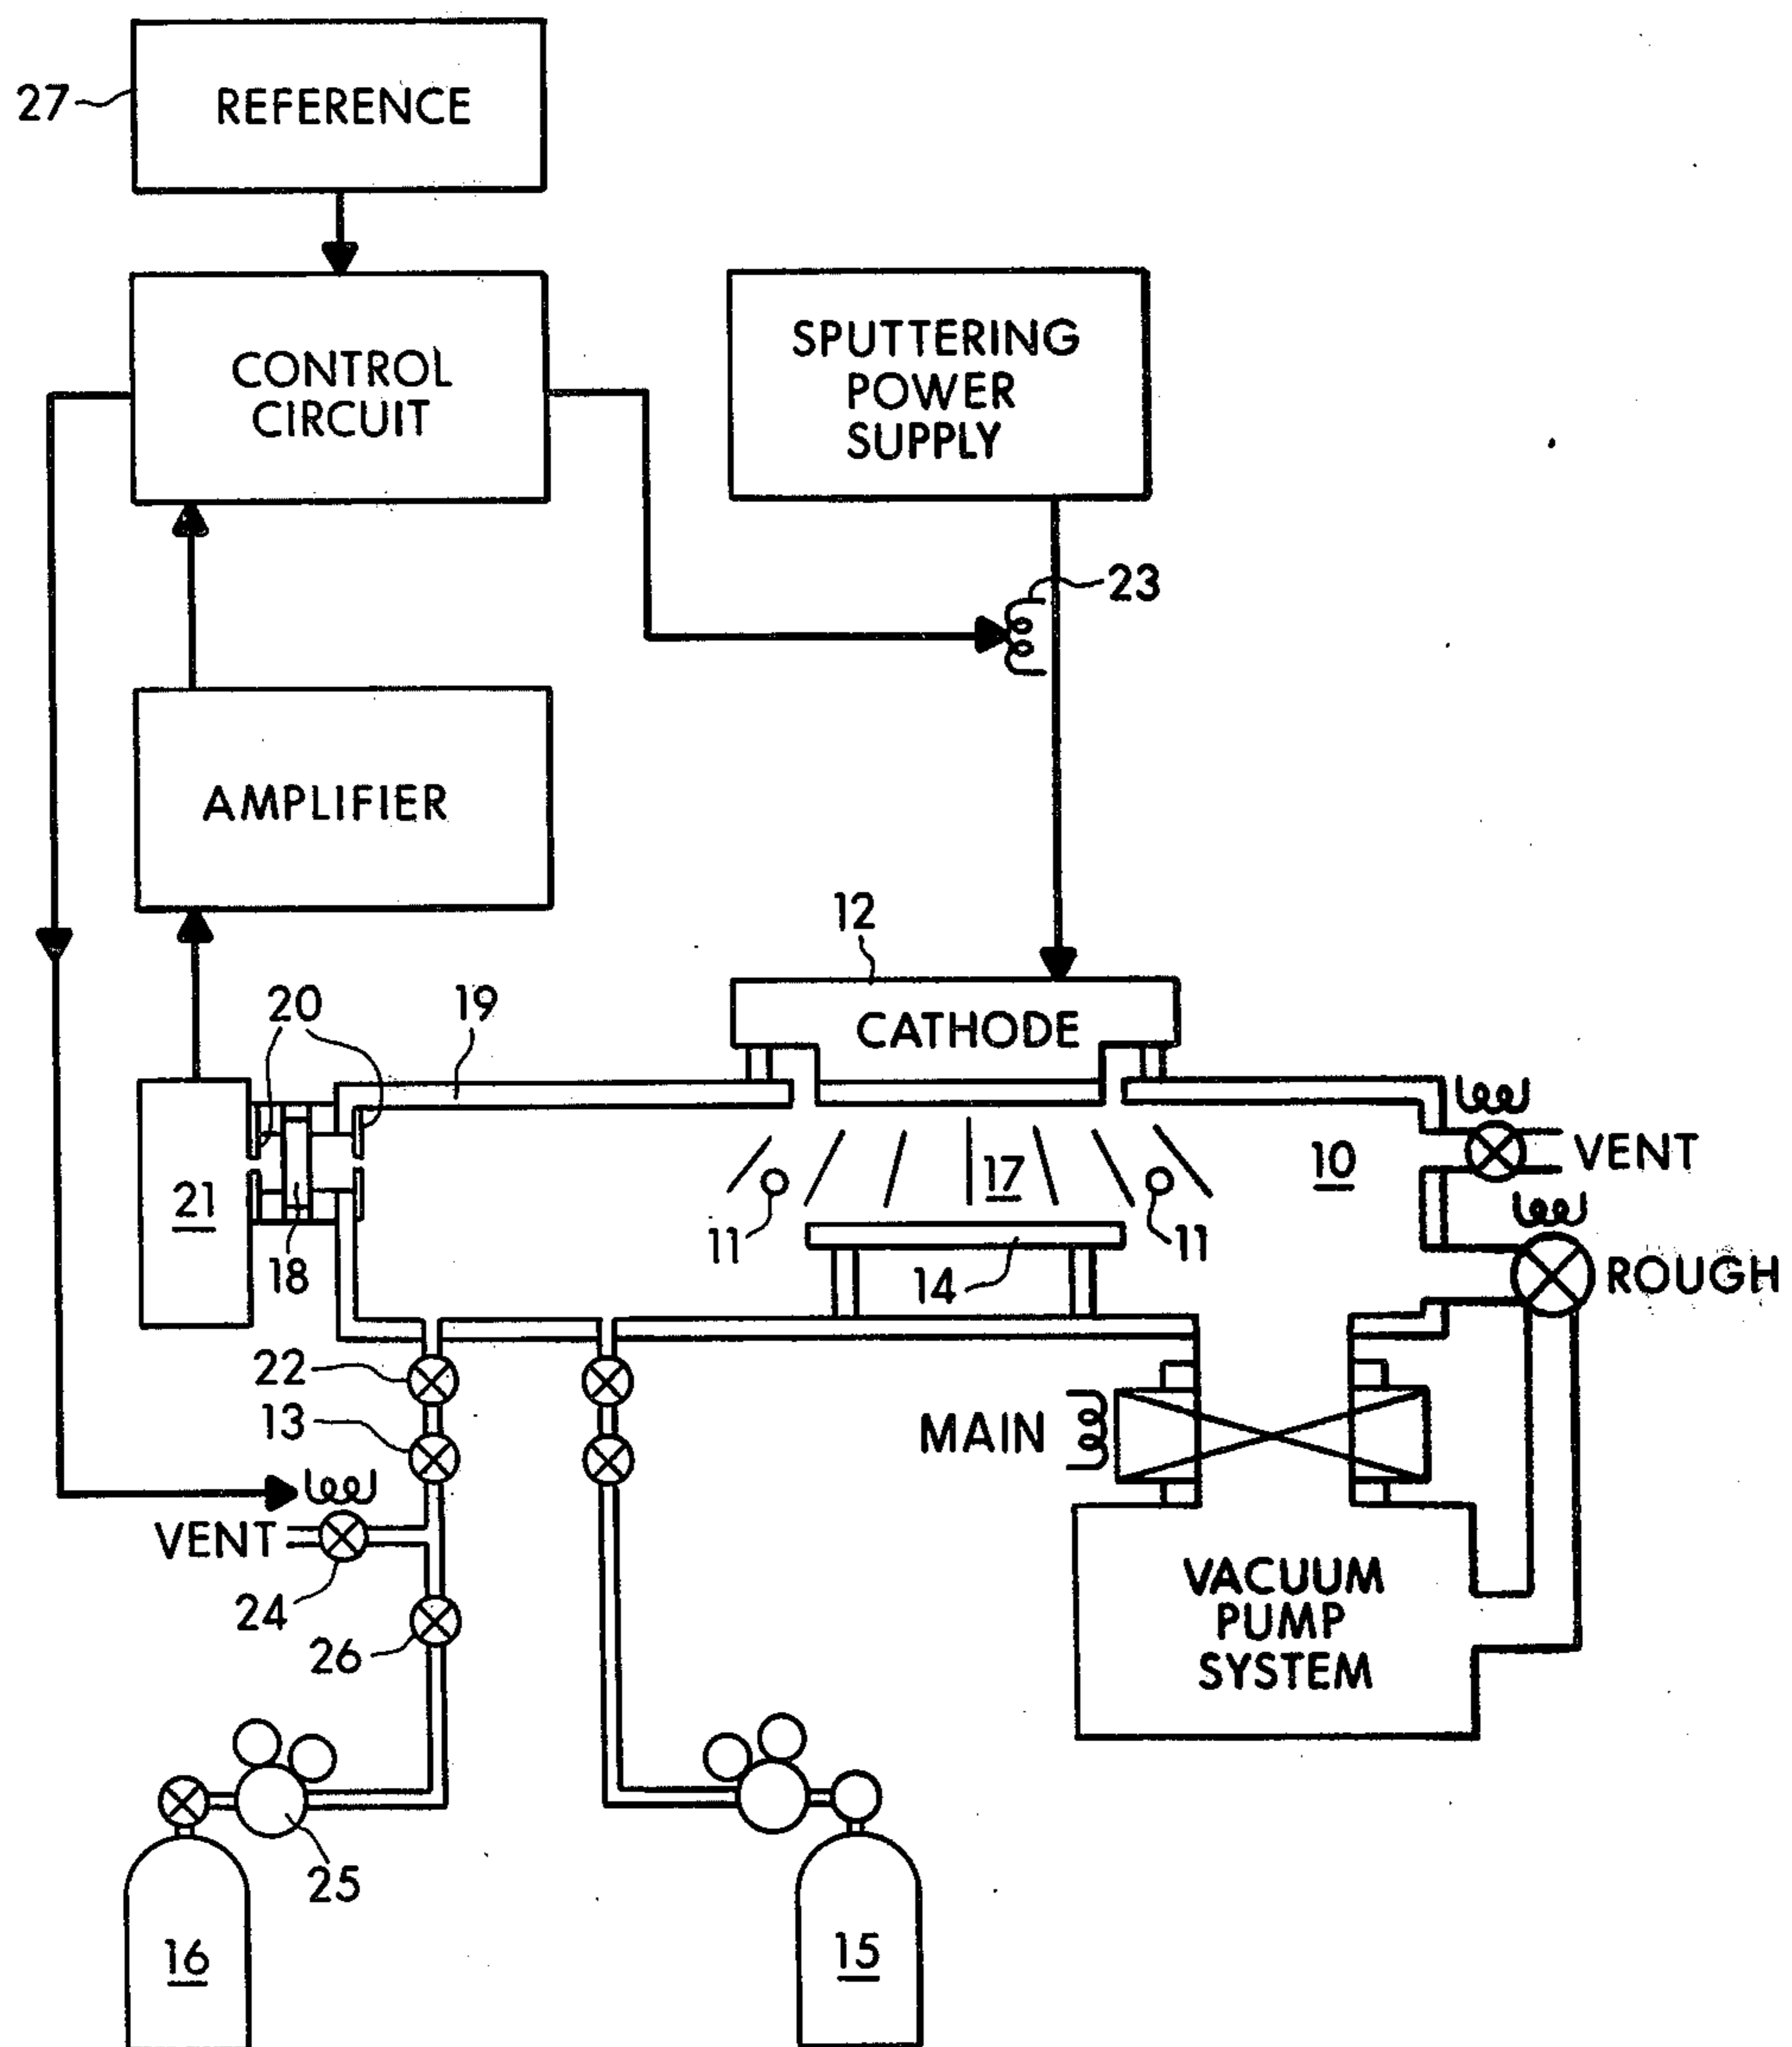 27
REFERENCE
CONTROL
CIRCUIT
SPUTTERING
POWER
SUPPLY
23
AMPLIFIER
12
CATHODE
20
19
21
18
11
17
11
14
10
VENT
ROUGH
22
13
MAIN
VENT
24
26
VACUUM
PUMP
SYSTEM
25
16
15